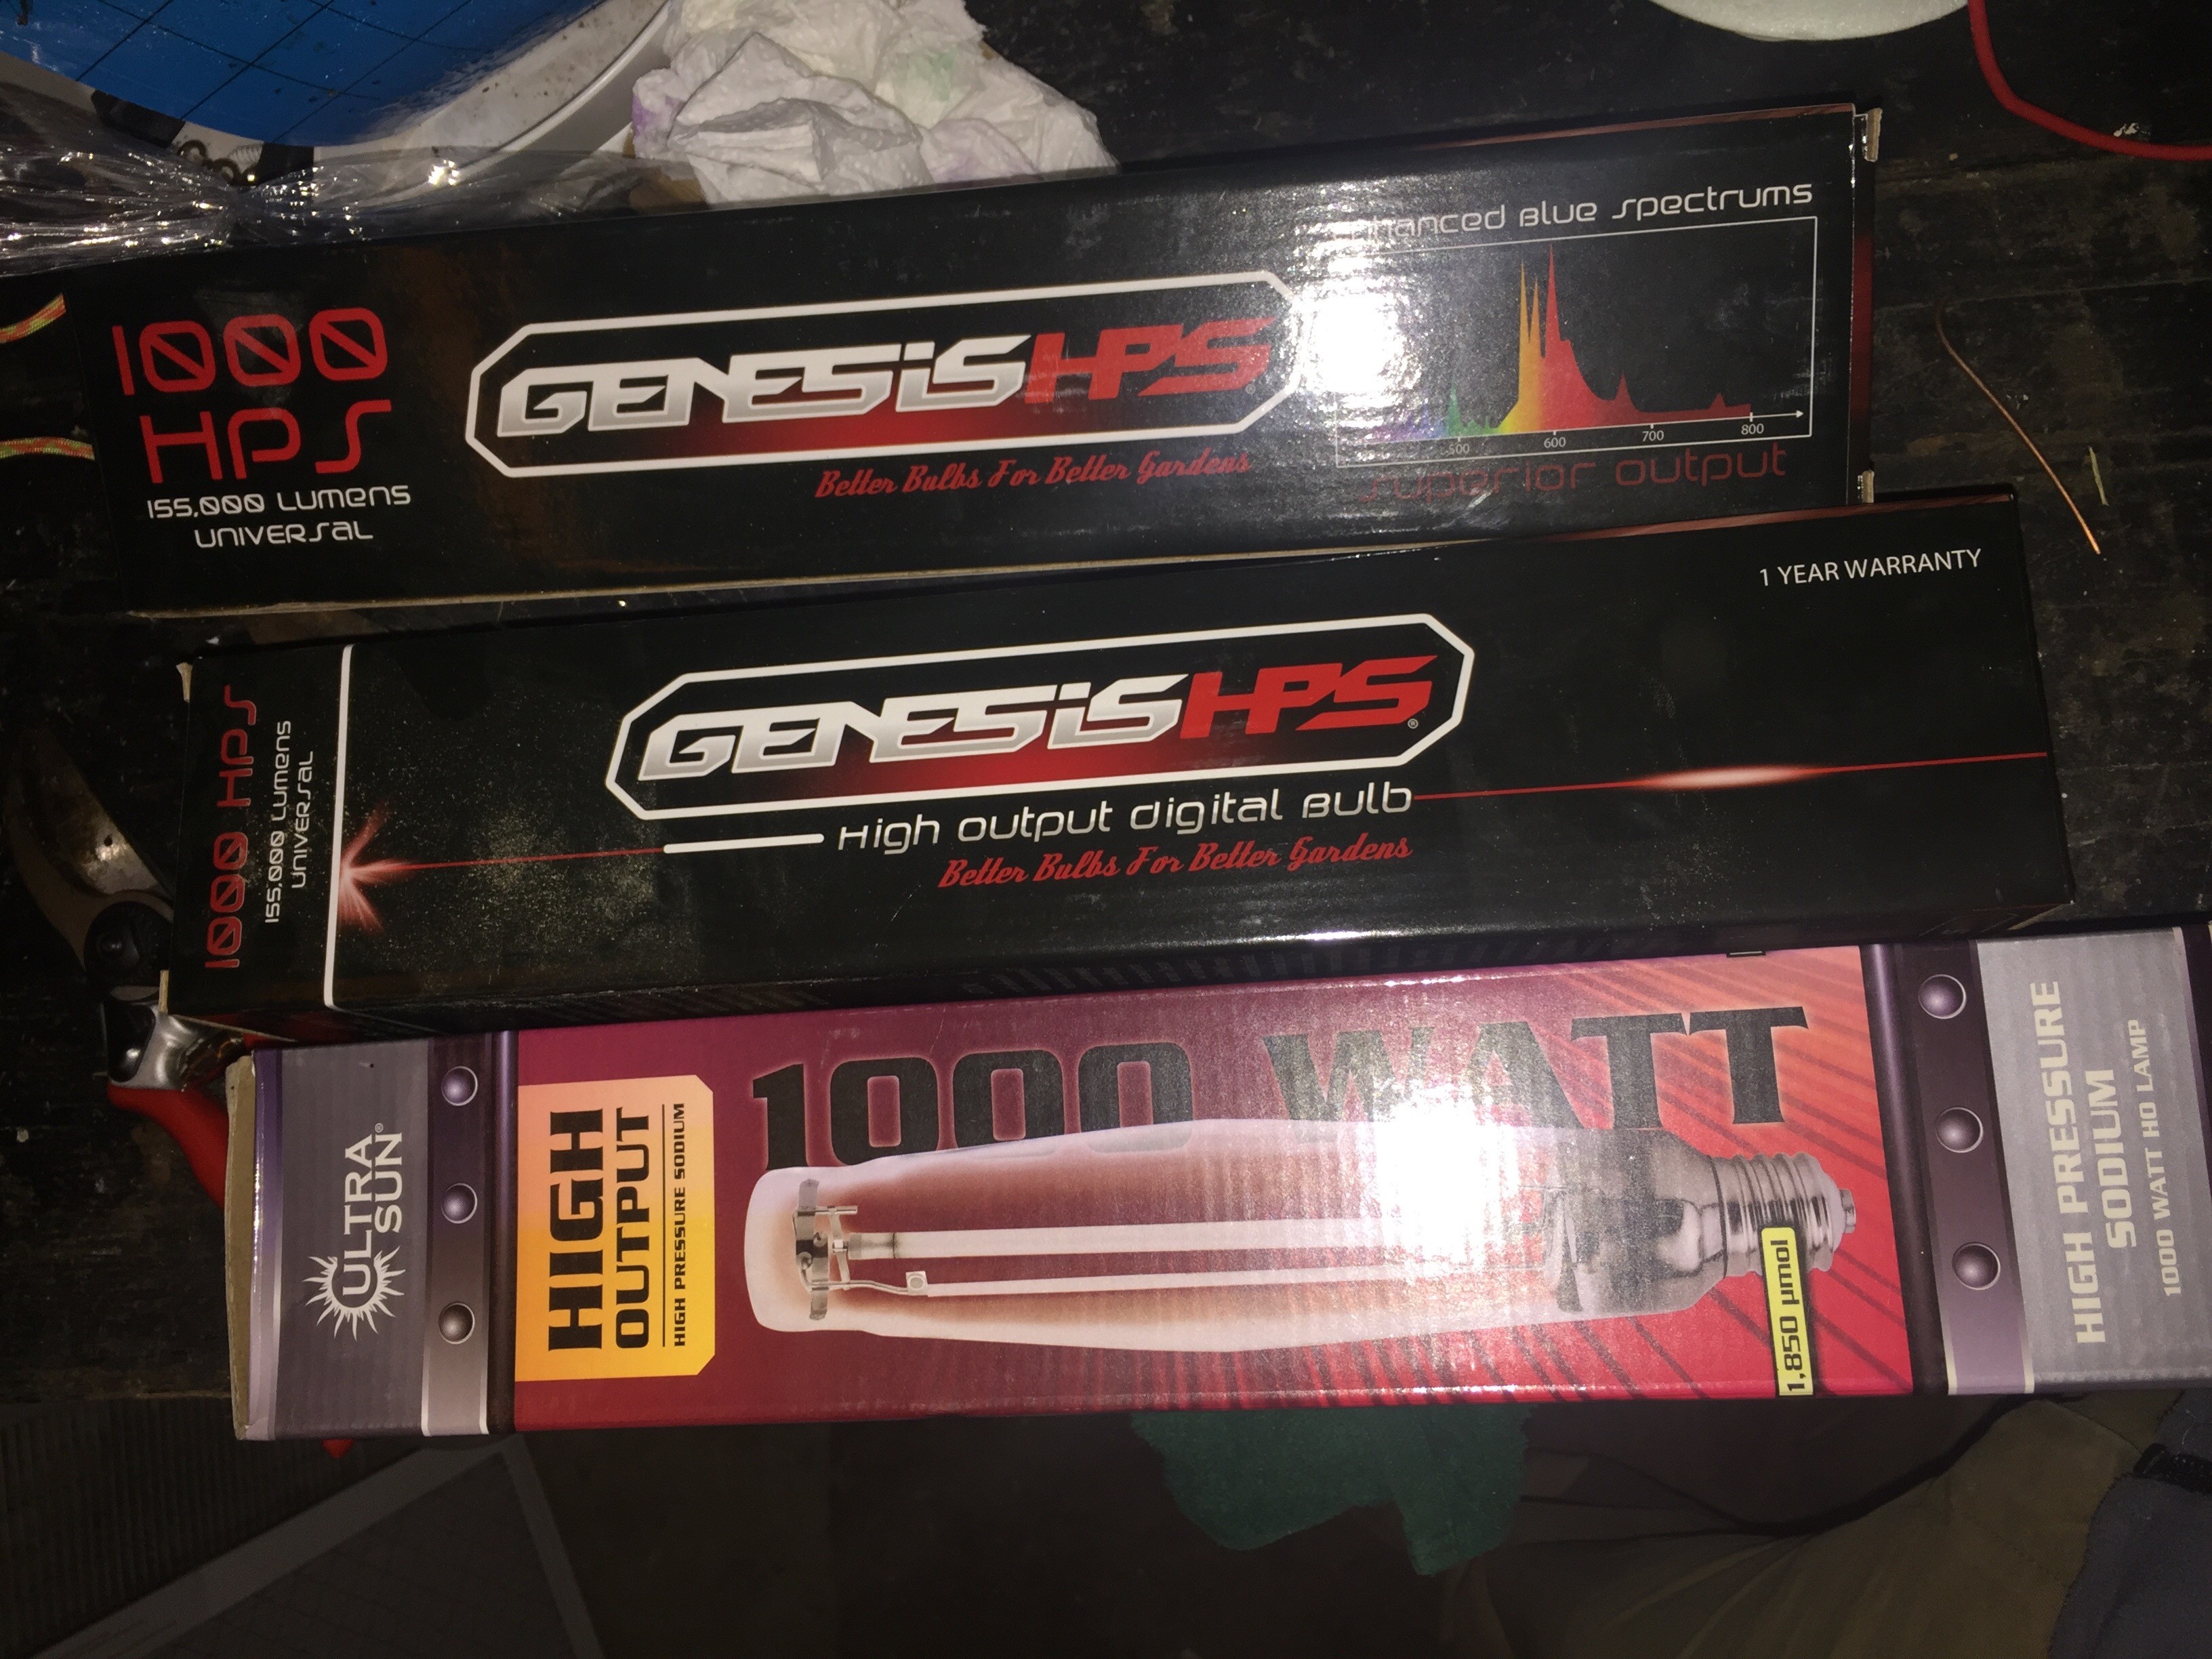 1000
HPS
155,000 Lumens
Universal
GENESIS HPS
Better Bulbs For Better Gardens
Enhanced Blue Spectrums
500 600 700 800
Superior Output
1 YEAR WARRANTY
1000 HPS
155,000 Lumens
Universal
GENESIS HPS®
High Output Digital Bulb
Better Bulbs For Better Gardens
ULTRA
SUN®
HIGH
OUTPUT
HIGH PRESSURE SODIUM
1000 WATT
1,850 µmol
HIGH PRESSURE
SODIUM
1000 WATT HO LAMP